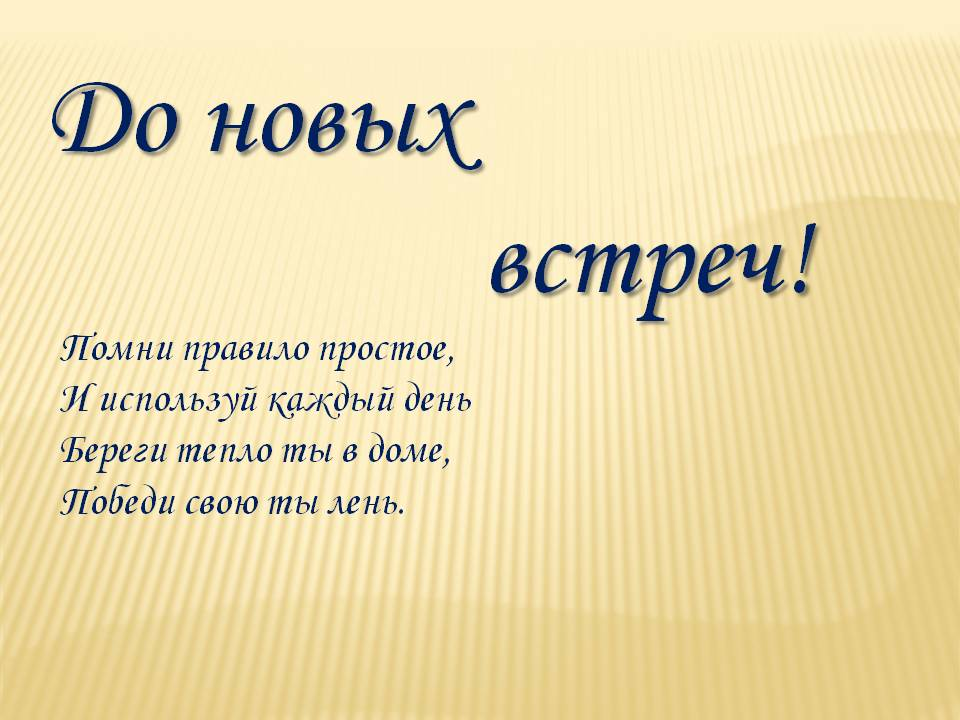 До новых
встреч!
Помни правило простое,
И используй каждый день
Береги тепло ты в доме,
Победи свою ты лень.